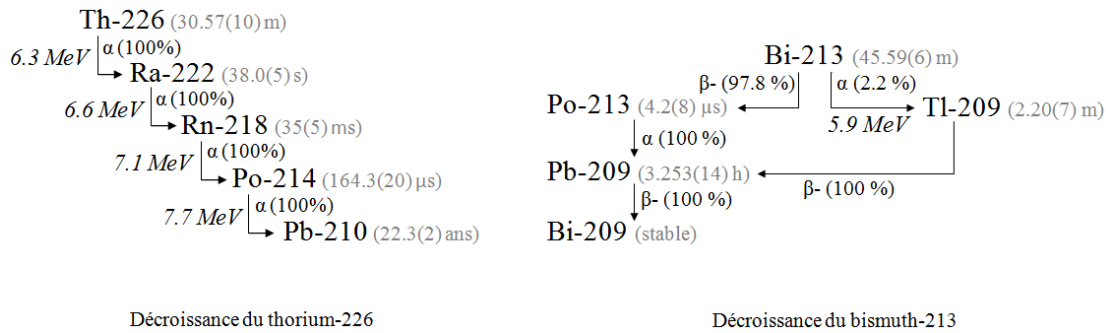 Th-226 (30.57(10) m)
6.3 MeV α (100%)
Ra-222 (38.0(5) s)
6.6 MeV α (100%)
Rn-218 (35(5) ms)
7.1 MeV α (100%)
Po-214 (164.3(20) µs)
7.7 MeV α (100%)
Pb-210 (22.3(2) ans)
Décroissance du thorium-226
Bi-213 (45.59(6) m)
β- (97.8 %) α (2.2 %)
Po-213 (4.2(8) µs) 5.9 MeV Tl-209 (2.20(7) m)
α (100 %)
Pb-209 (3.253(14) h)
β- (100 %) β- (100 %)
Bi-209 (stable)
Décroissance du bismuth-213